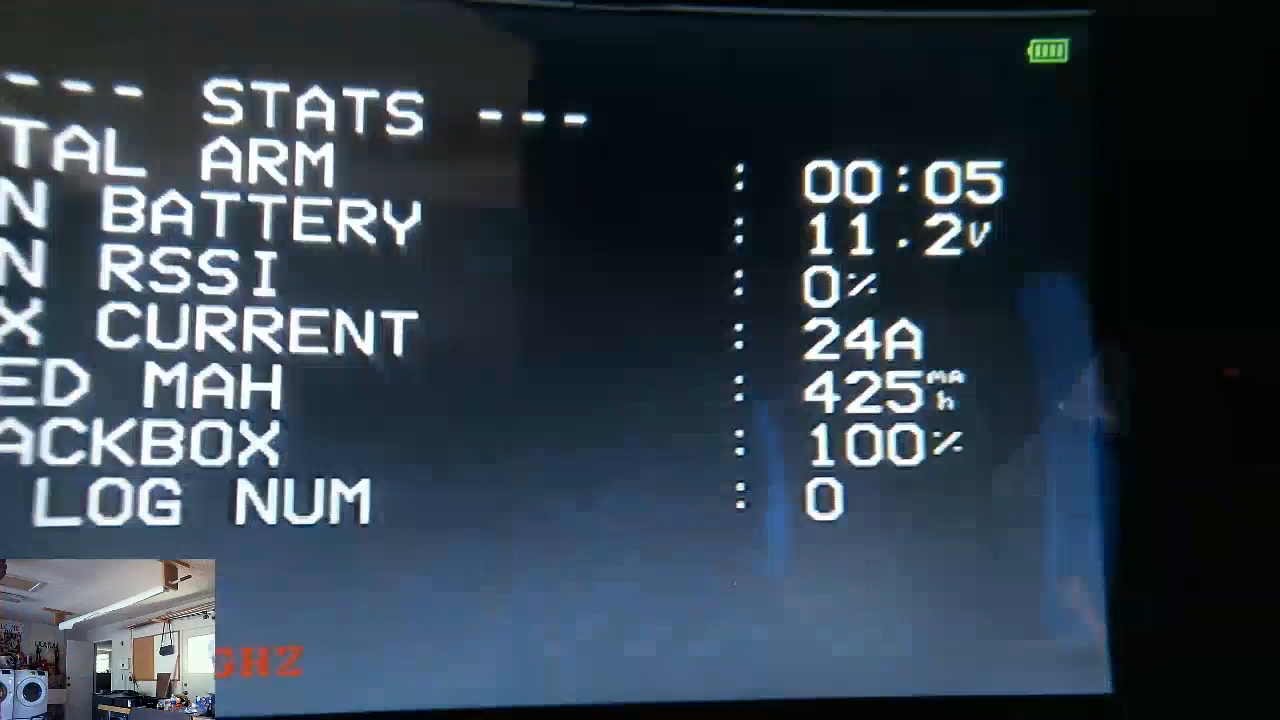 --- STATS ---
TAL ARM : 00:05
N BATTERY : 11.2V
N RSSI : 0%
X CURRENT : 24A
ED MAH : 425mAh
ACKBOX : 100%
LOG NUM : 0
GHZ